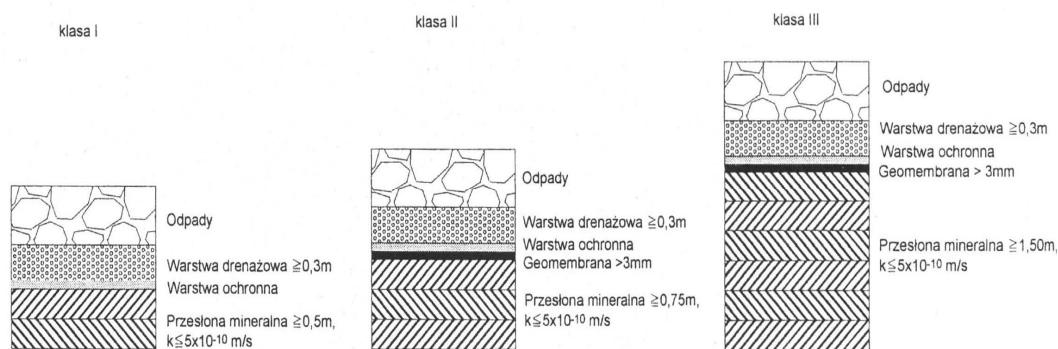 klasa I
Odpady
Warstwa drenażowa ≧0,3m
Warstwa ochronna
Przesłona mineralna ≧0,5m,
k≦5x10-10 m/s
klasa II
Odpady
Warstwa drenażowa ≧0,3m
Warstwa ochronna
Geomembrana >3mm
Przesłona mineralna ≧0,75m,
k≦5x10-10 m/s
klasa III
Odpady
Warstwa drenażowa ≧0,3m
Warstwa ochronna
Geomembrana > 3mm
Przesłona mineralna ≧1,50m,
k≦5x10-10 m/s